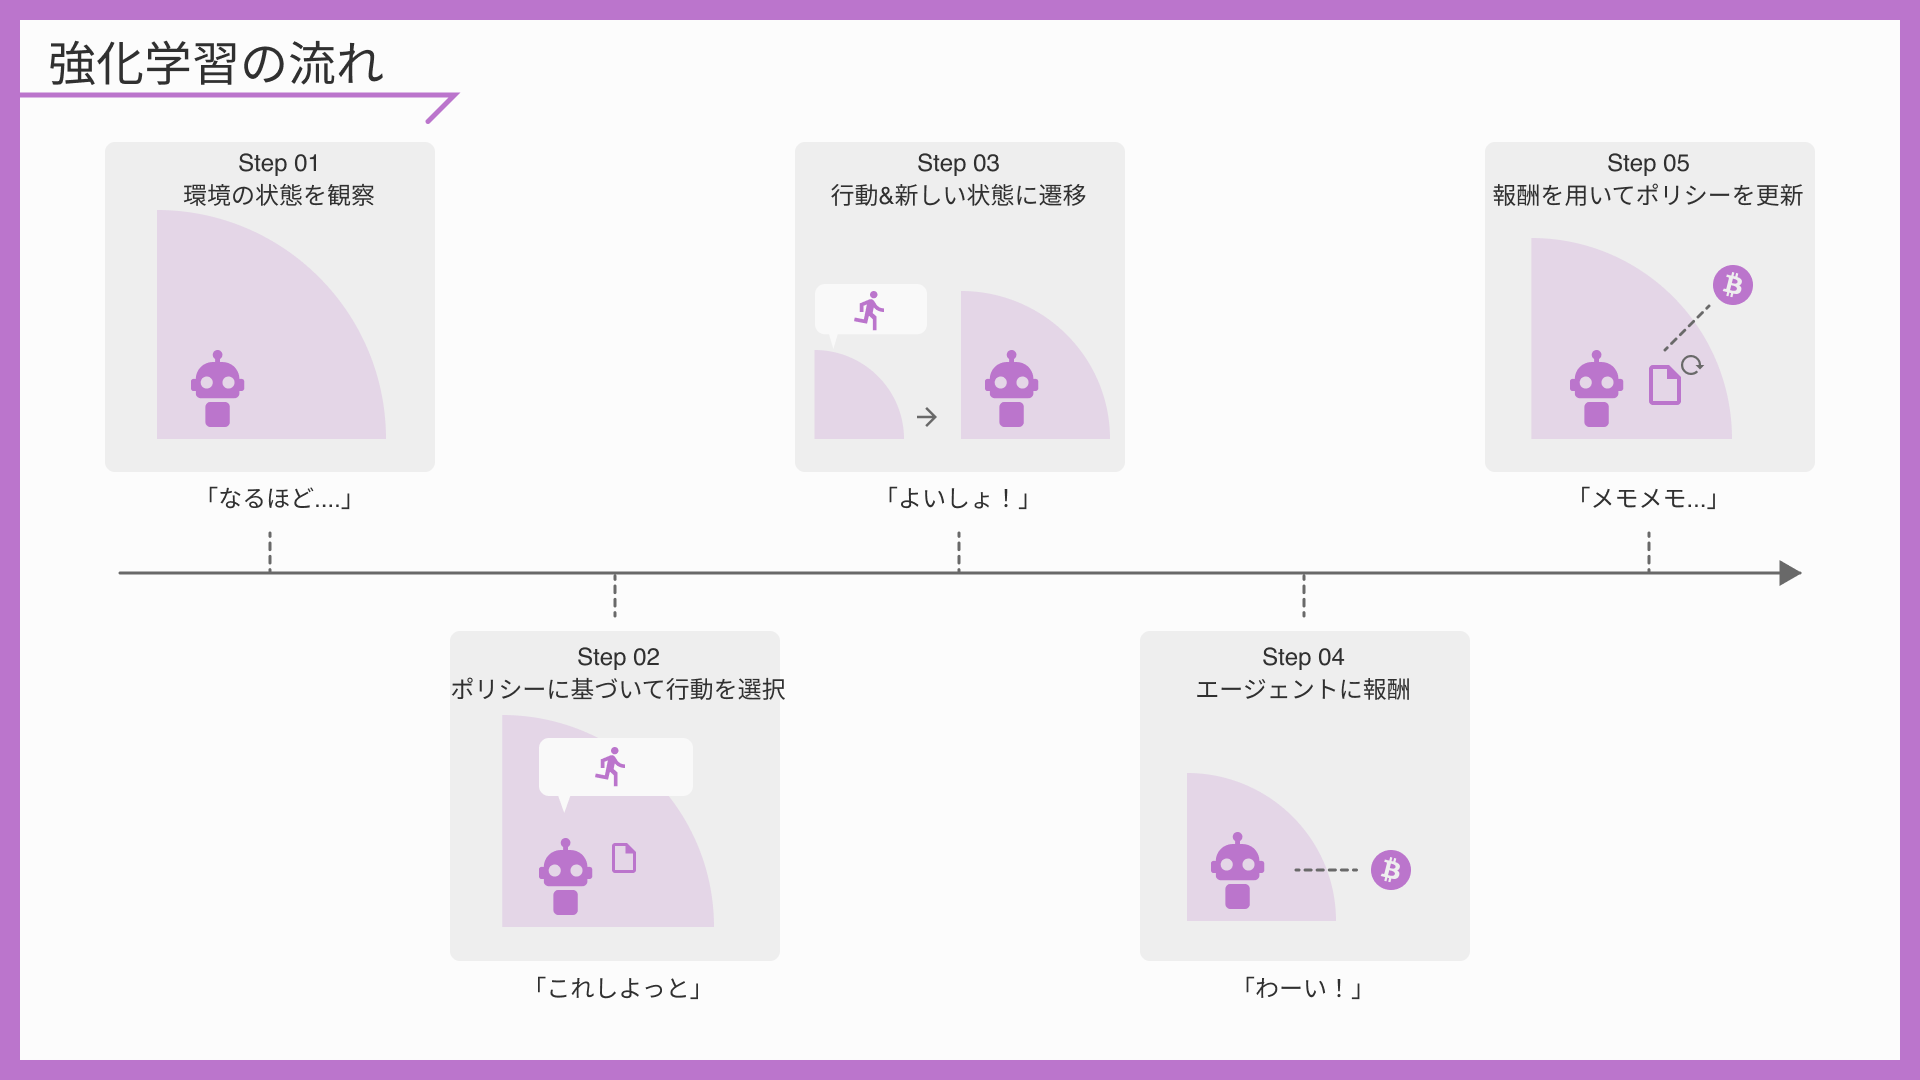 強化学習の流れ
Step 01
環境の状態を観察
「なるほど....」
Step 02
ポリシーに基づいて行動を選択
「これしよっと」
Step 03
行動&新しい状態に遷移
「よいしょ！」
Step 04
エージェントに報酬
「わーい！」
Step 05
報酬を用いてポリシーを更新
「メモメモ...」